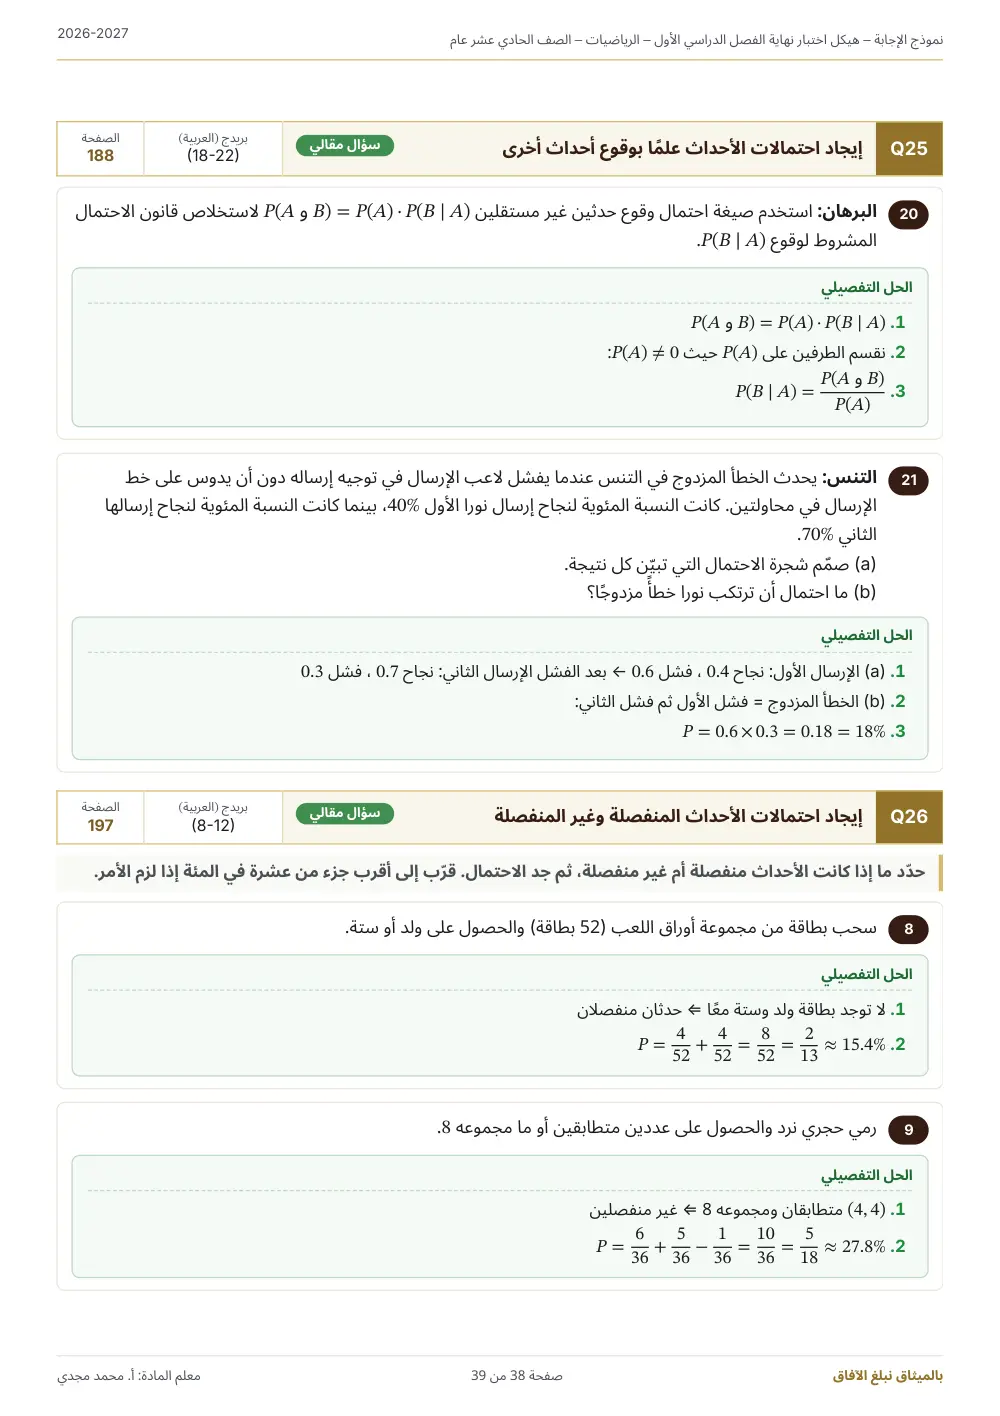 نموذج الإجابة – هيكل اختبار نهاية الفصل الدراسي الأول – الرياضيات – الصف الحادي عشر عام
2026-2027
Q25 إيجاد احتمالات الأحداث علمًا بوقوع أحداث أخرى سؤال مقالي بريدج (العربية) (18-22) الصفحة 188
20 البرهان: استخدم صيغة احتمال وقوع حدثين غير مستقلين P(A و B) = P(A) · P(B | A) لاستخلاص قانون الاحتمال
المشروط لوقوع P(B | A).
الحل التفصيلي
1. P(A و B) = P(A) · P(B | A)
2. نقسم الطرفين على P(A) حيث P(A) ≠ 0:
3. P(B | A) = P(A و B) / P(A)
21 التنس: يحدث الخطأ المزدوج في التنس عندما يفشل لاعب الإرسال في توجيه إرساله دون أن يدوس على خط
الإرسال في محاولتين. كانت النسبة المئوية لنجاح إرسال نورا الأول 40%، بينما كانت النسبة المئوية لنجاح إرسالها
الثاني 70%.
(a) صمّم شجرة الاحتمال التي تبيّن كل نتيجة.
(b) ما احتمال أن ترتكب نورا خطأً مزدوجًا؟
الحل التفصيلي
1. (a) الإرسال الأول: نجاح 0.4 ، فشل 0.6 ← بعد الفشل الإرسال الثاني: نجاح 0.7 ، فشل 0.3
2. (b) الخطأ المزدوج = فشل الأول ثم فشل الثاني:
3. P = 0.6 × 0.3 = 0.18 = 18%
Q26 إيجاد احتمالات الأحداث المنفصلة وغير المنفصلة سؤال مقالي بريدج (العربية) (8-12) الصفحة 197
حدّد ما إذا كانت الأحداث منفصلة أم غير منفصلة، ثم جد الاحتمال. قرّب إلى أقرب جزء من عشرة في المئة إذا لزم الأمر.
8 سحب بطاقة من مجموعة أوراق اللعب (52 بطاقة) والحصول على ولد أو ستة.
الحل التفصيلي
1. لا توجد بطاقة ولد وستة معًا ⇐ حدثان منفصلان
2. P = 4/52 + 4/52 = 8/52 = 2/13 ≈ 15.4%
9 رمي حجري نرد والحصول على عددين متطابقين أو ما مجموعه 8.
الحل التفصيلي
1. (4, 4) متطابقان ومجموعه 8 ⇐ غير منفصلين
2. P = 6/36 + 5/36 − 1/36 = 10/36 = 5/18 ≈ 27.8%
بالميثاق نبلغ الآفاق
صفحة 38 من 39
معلم المادة: أ. محمد مجدي